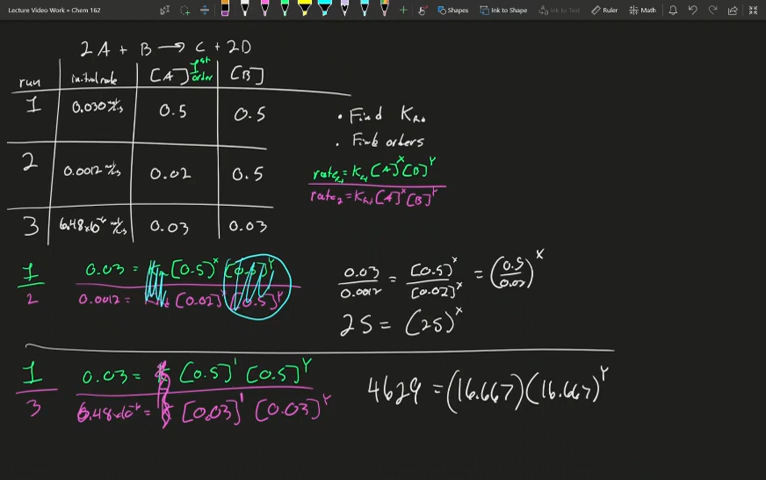 Lecture Video Work • Chem 162
Shapes Ink to Shape Ink to Text Ruler Math
2A + B → C + 2D
run initial rate [A] 1st order [B]
1 0.030 m/s 0.5 0.5
2 0.0012 m/s 0.02 0.5
3 6.48x10⁻⁶ m/s 0.03 0.03
• Find K
• Find orders
rate = K [A]ˣ[B]ʸ
rate₂ = K [A]ˣ[B]ʸ
1 0.03 = [0.5]ˣ [0.5]ʸ
2 0.0012 = [0.02]ˣ [0.5]ʸ
0.03 / 0.0012 = [0.5]ˣ / [0.02]ˣ = (0.5 / 0.02)ˣ
25 = (25)ˣ
1 0.03 = k [0.5]¹ [0.5]ʸ
3 6.48x10⁻⁶ = k [0.03]¹ [0.03]ʸ
4629 = (16.667)(16.667)ʸ